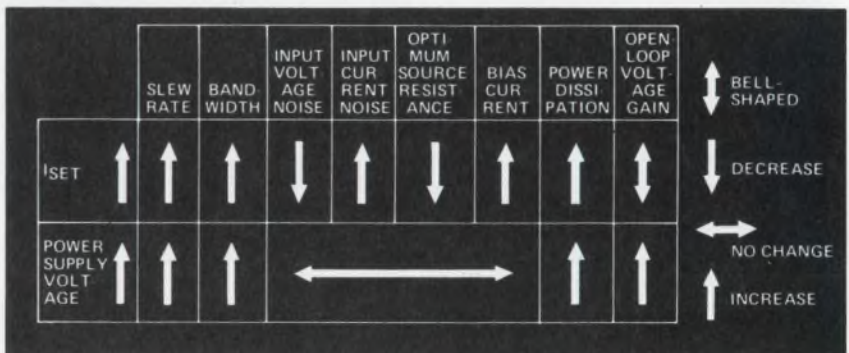 SLEW
RATE
BAND-
WIDTH
INPUT
VOLT-
AGE
NOISE
INPUT
CUR
RENT
NOISE
OPTI
MUM
SOURCE
RESIST-
ANCE
BIAS
CUR
RENT
POWER
DISSI-
PATION
OPEN-
LOOP
VOLT-
AGE
GAIN
ISET
POWER
SUPPLY
VOLT
AGE
BELL-
SHAPED
DECREASE
NO CHANGE
INCREASE